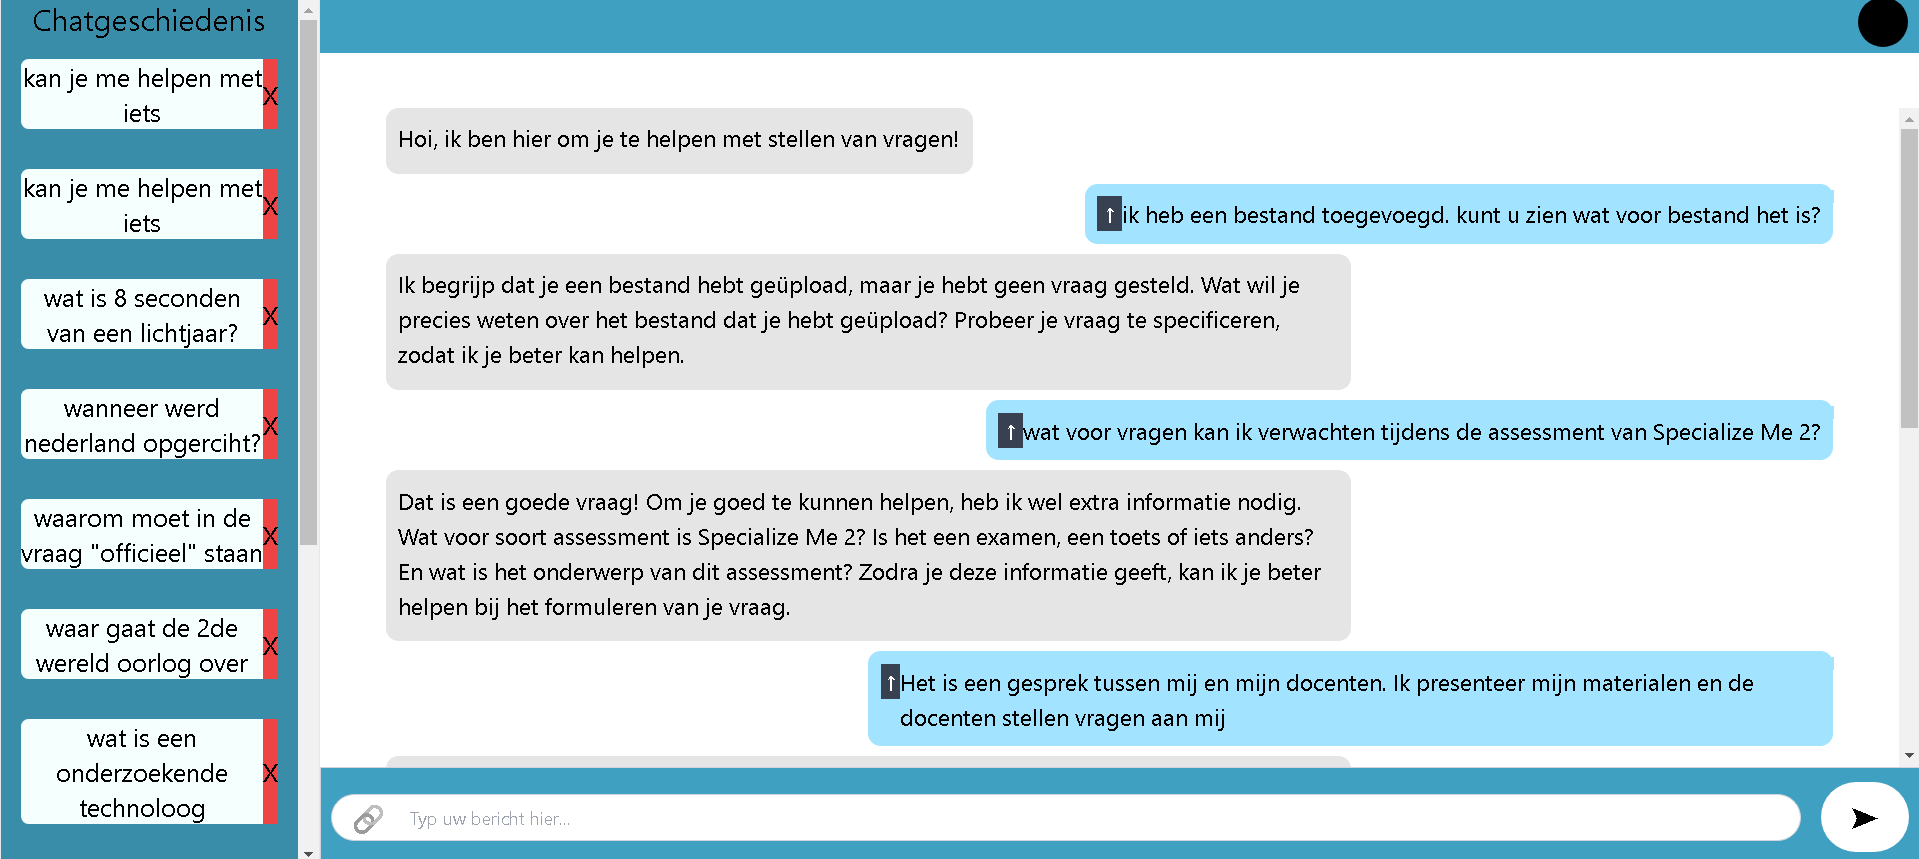 Chatgeschiedenis
kan je me helpen met
iets
X
kan je me helpen met
iets
X
wat is 8 seconden
van een lichtjaar?
X
wanneer werd
nederland opgerciht?
X
waarom moet in de
vraag "officieel" staan
X
waar gaat de 2de
wereld oorlog over
X
wat is een
onderzoekende
technoloog
X
Hoi, ik ben hier om je te helpen met stellen van vragen!
↑ik heb een bestand toegevoegd. kunt u zien wat voor bestand het is?
Ik begrijp dat je een bestand hebt geüpload, maar je hebt geen vraag gesteld. Wat wil je
precies weten over het bestand dat je hebt geüpload? Probeer je vraag te specificeren,
zodat ik je beter kan helpen.
↑wat voor vragen kan ik verwachten tijdens de assessment van Specialize Me 2?
Dat is een goede vraag! Om je goed te kunnen helpen, heb ik wel extra informatie nodig.
Wat voor soort assessment is Specialize Me 2? Is het een examen, een toets of iets anders?
En wat is het onderwerp van dit assessment? Zodra je deze informatie geeft, kan ik je beter
helpen bij het formuleren van je vraag.
↑Het is een gesprek tussen mij en mijn docenten. Ik presenteer mijn materialen en de
docenten stellen vragen aan mij
Typ uw bericht hier...